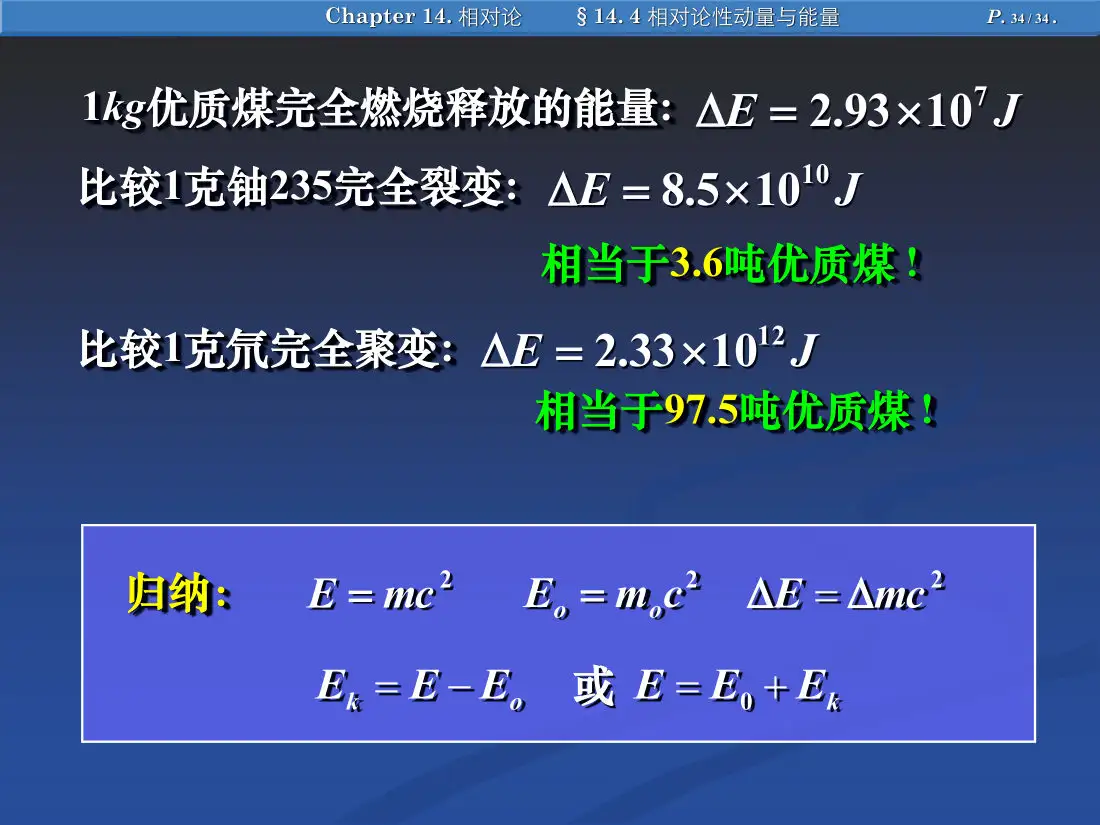 Chapter 14. 相对论 §14. 4 相对论性动量与能量 P. 34 / 34 .
1kg优质煤完全燃烧释放的能量: ΔE = 2.93×10⁷ J
比较1克铀235完全裂变: ΔE = 8.5×10¹⁰ J
相当于3.6吨优质煤!
比较1克氘完全聚变: ΔE = 2.33×10¹² J
相当于97.5吨优质煤!
归纳: E = mc² Eₒ = mₒc² ΔE = Δmc²
Eₖ = E − Eₒ 或 E = E₀ + Eₖ